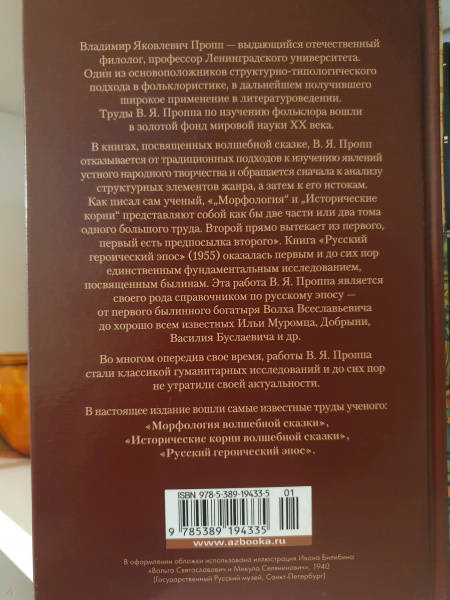 Владимир Яковлевич Пропп — выдающийся отечественный
филолог, профессор Ленинградского университета.
Один из основоположников структурно-типологического
подхода в фольклористике, в дальнейшем получившего
широкое применение в литературоведении.
Труды В. Я. Проппа по изучению фольклора вошли
в золотой фонд мировой науки XX века.
В книгах, посвященных волшебной сказке, В. Я. Пропп
отказывается от традиционных подходов к изучению явлений
устного народного творчества и обращается сначала к анализу
структурных элементов жанра, а затем к его истокам.
Как писал сам ученый, «„Морфология“ и „Исторические
корни“ представляют собой как бы две части или два тома
одного большого труда. Второй прямо вытекает из первого,
первый есть предпосылка второго». Книга «Русский
героический эпос» (1955) оказалась первым и до сих пор
единственным фундаментальным исследованием,
посвященным былинам. Эта работа В. Я. Проппа является
своего рода справочником по русскому эпосу —
от первого былинного богатыря Волха Всеславьевича
до хорошо всем известных Ильи Муромца, Добрыни,
Василия Буслаевича и др.
Во многом опередив свое время, работы В. Я. Проппа
стали классикой гуманитарных исследований и до сих пор
не утратили своей актуальности.
В настоящее издание вошли самые известные труды ученого:
«Морфология волшебной сказки»,
«Исторические корни волшебной сказки»,
«Русский героический эпос».
ISBN 978-5-389-19433-5 01
9 785389 194335
www.azbooka.ru
В оформлении обложки использована иллюстрация Ивана Билибина
«Вольга Святославович и Микула Селянинович», 1940
(Государственный Русский музей, Санкт-Петербург)